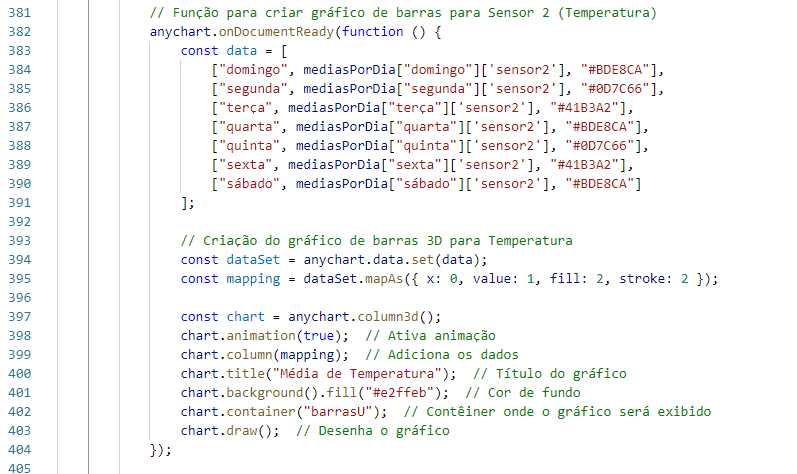 381 // Função para criar gráfico de barras para Sensor 2 (Temperatura)
382 anychart.onDocumentReady(function () {
383 const data = [
384 ["domingo", mediasPorDia["domingo"]['sensor2'], "#BDE8CA"],
385 ["segunda", mediasPorDia["segunda"]['sensor2'], "#0D7C66"],
386 ["terça", mediasPorDia["terça"]['sensor2'], "#41B3A2"],
387 ["quarta", mediasPorDia["quarta"]['sensor2'], "#BDE8CA"],
388 ["quinta", mediasPorDia["quinta"]['sensor2'], "#0D7C66"],
389 ["sexta", mediasPorDia["sexta"]['sensor2'], "#41B3A2"],
390 ["sábado", mediasPorDia["sábado"]['sensor2'], "#BDE8CA"]
391 ];
392
393 // Criação do gráfico de barras 3D para Temperatura
394 const dataSet = anychart.data.set(data);
395 const mapping = dataSet.mapAs({ x: 0, value: 1, fill: 2, stroke: 2 });
396
397 const chart = anychart.column3d();
398 chart.animation(true); // Ativa animação
399 chart.column(mapping); // Adiciona os dados
400 chart.title("Média de Temperatura"); // Título do gráfico
401 chart.background().fill("#e2ffeb"); // Cor de fundo
402 chart.container("barrasU"); // Contêiner onde o gráfico será exibido
403 chart.draw(); // Desenha o gráfico
404 });
405